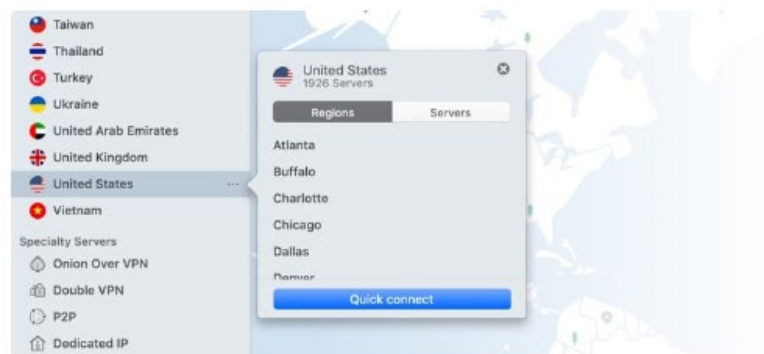 Taiwan
Thailand
Turkey
Ukraine
United Arab Emirates
United Kingdom
United States
Vietnam
Specialty Servers
Onion Over VPN
Double VPN
P2P
Dedicated IP
United States
1926 Servers
Regions Servers
Atlanta
Buffalo
Charlotte
Chicago
Dallas
Denver
Quick connect